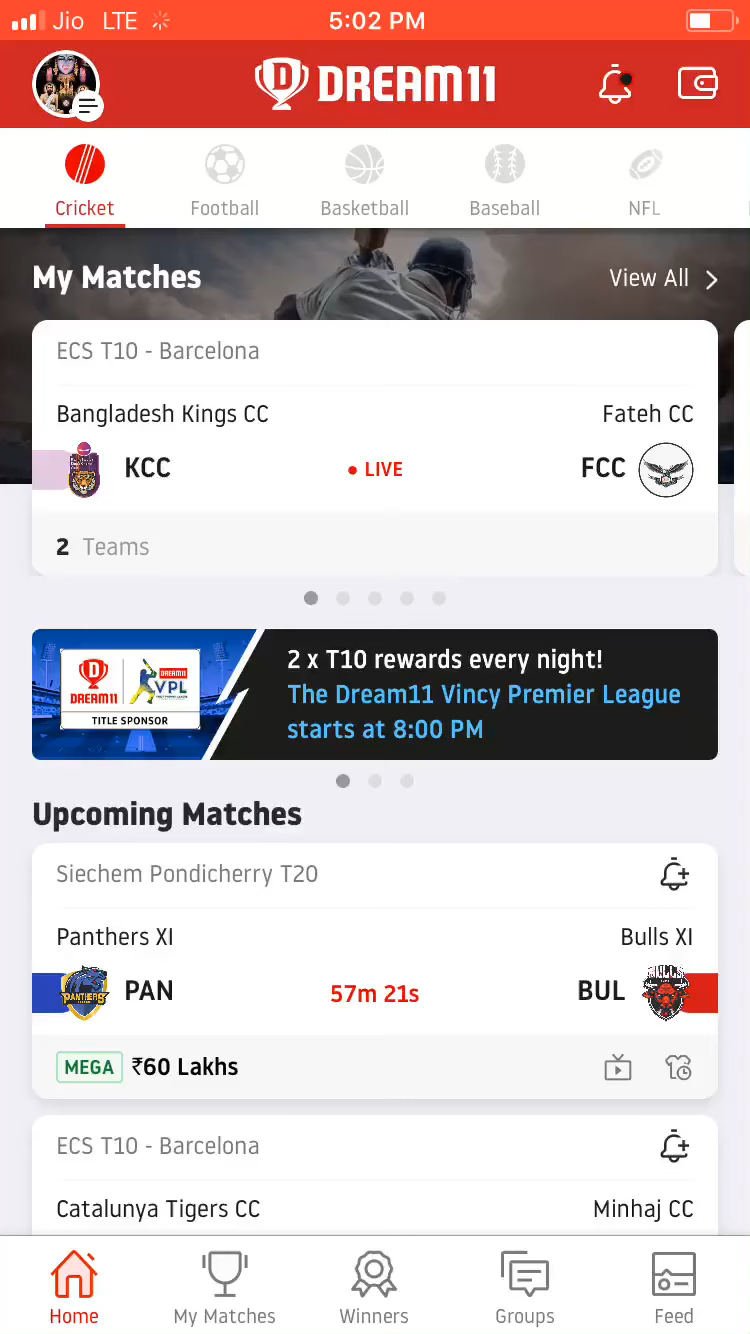 Jio LTE 5:02 PM
DREAM11
Cricket Football Basketball Baseball NFL
My Matches View All
ECS T10 - Barcelona
Bangladesh Kings CC Fateh CC
KCC LIVE FCC
2 Teams
DREAM11 DREAM11 VPL
TITLE SPONSOR
2 x T10 rewards every night!
The Dream11 Vincy Premier League
starts at 8:00 PM
Upcoming Matches
Siechem Pondicherry T20
Panthers XI Bulls XI
PANTHERS PAN 57m 21s BUL BULLS
MEGA ₹60 Lakhs
ECS T10 - Barcelona
Catalunya Tigers CC Minhaj CC
Home My Matches Winners Groups Feed